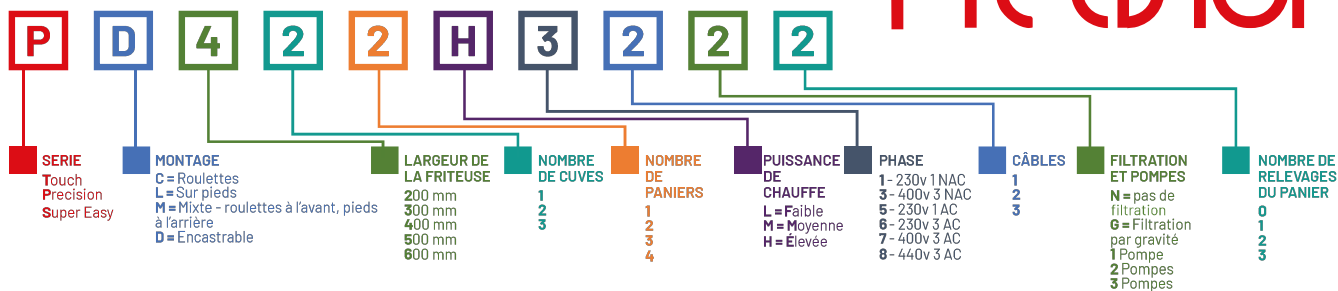 P D 4 2 2 H 3 2 2 2
SERIE
Touch
Precision
Super Easy
MONTAGE
C = Roulettes
L = Sur pieds
M = Mixte - roulettes à l'avant, pieds
à l'arrière
D = Encastrable
LARGEUR DE
LA FRITEUSE
200 mm
300 mm
400 mm
500 mm
600 mm
NOMBRE
DE CUVES
1
2
3
NOMBRE
DE
PANIERS
1
2
3
4
PUISSANCE
DE
CHAUFFE
L = Faible
M = Moyenne
H = Élevée
PHASE
1 - 230v 1 NAC
3 - 400v 3 NAC
5 - 230v 1 AC
6 - 230v 3 AC
7 - 400v 3 AC
8 - 440v 3 AC
CÂBLES
1
2
3
FILTRATION
ET POMPES
N = pas de
filtration
G = Filtration
par gravité
1 Pompe
2 Pompes
3 Pompes
NOMBRE DE
RELEVAGES
DU PANIER
0
1
2
3